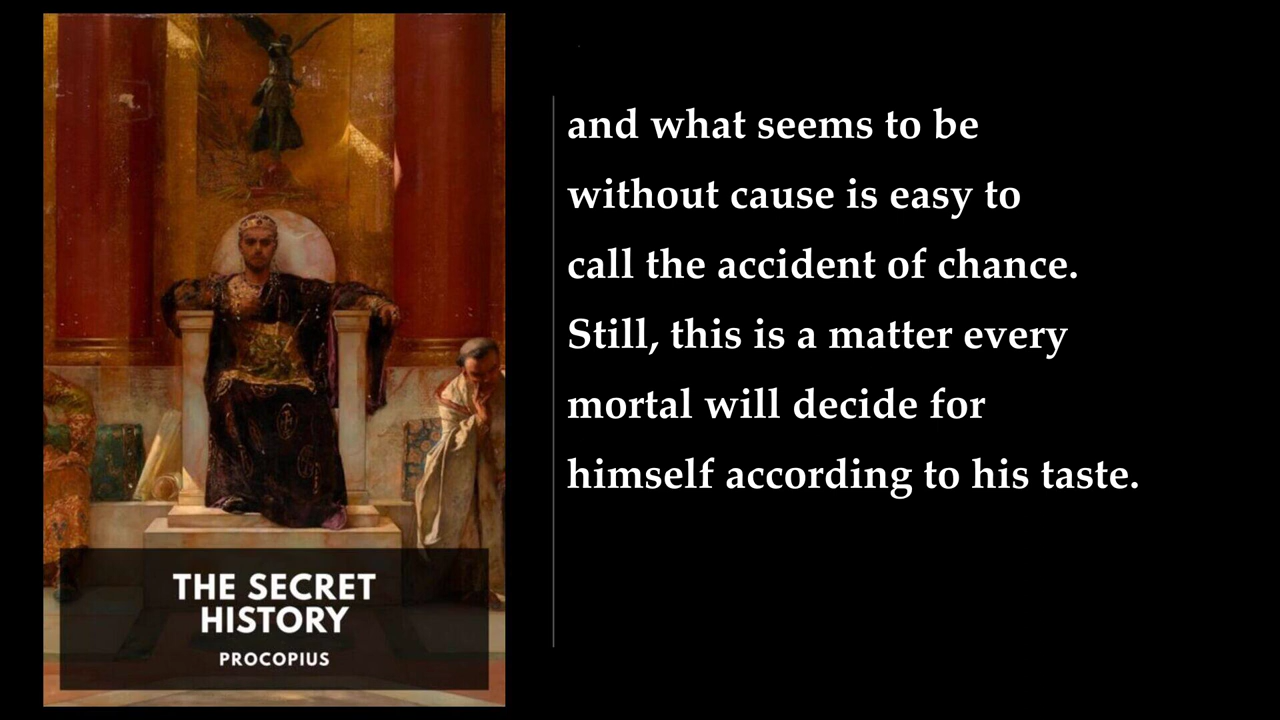 THE SECRET
HISTORY
PROCOPIUS
and what seems to be
without cause is easy to
call the accident of chance.
Still, this is a matter every
mortal will decide for
himself according to his taste.